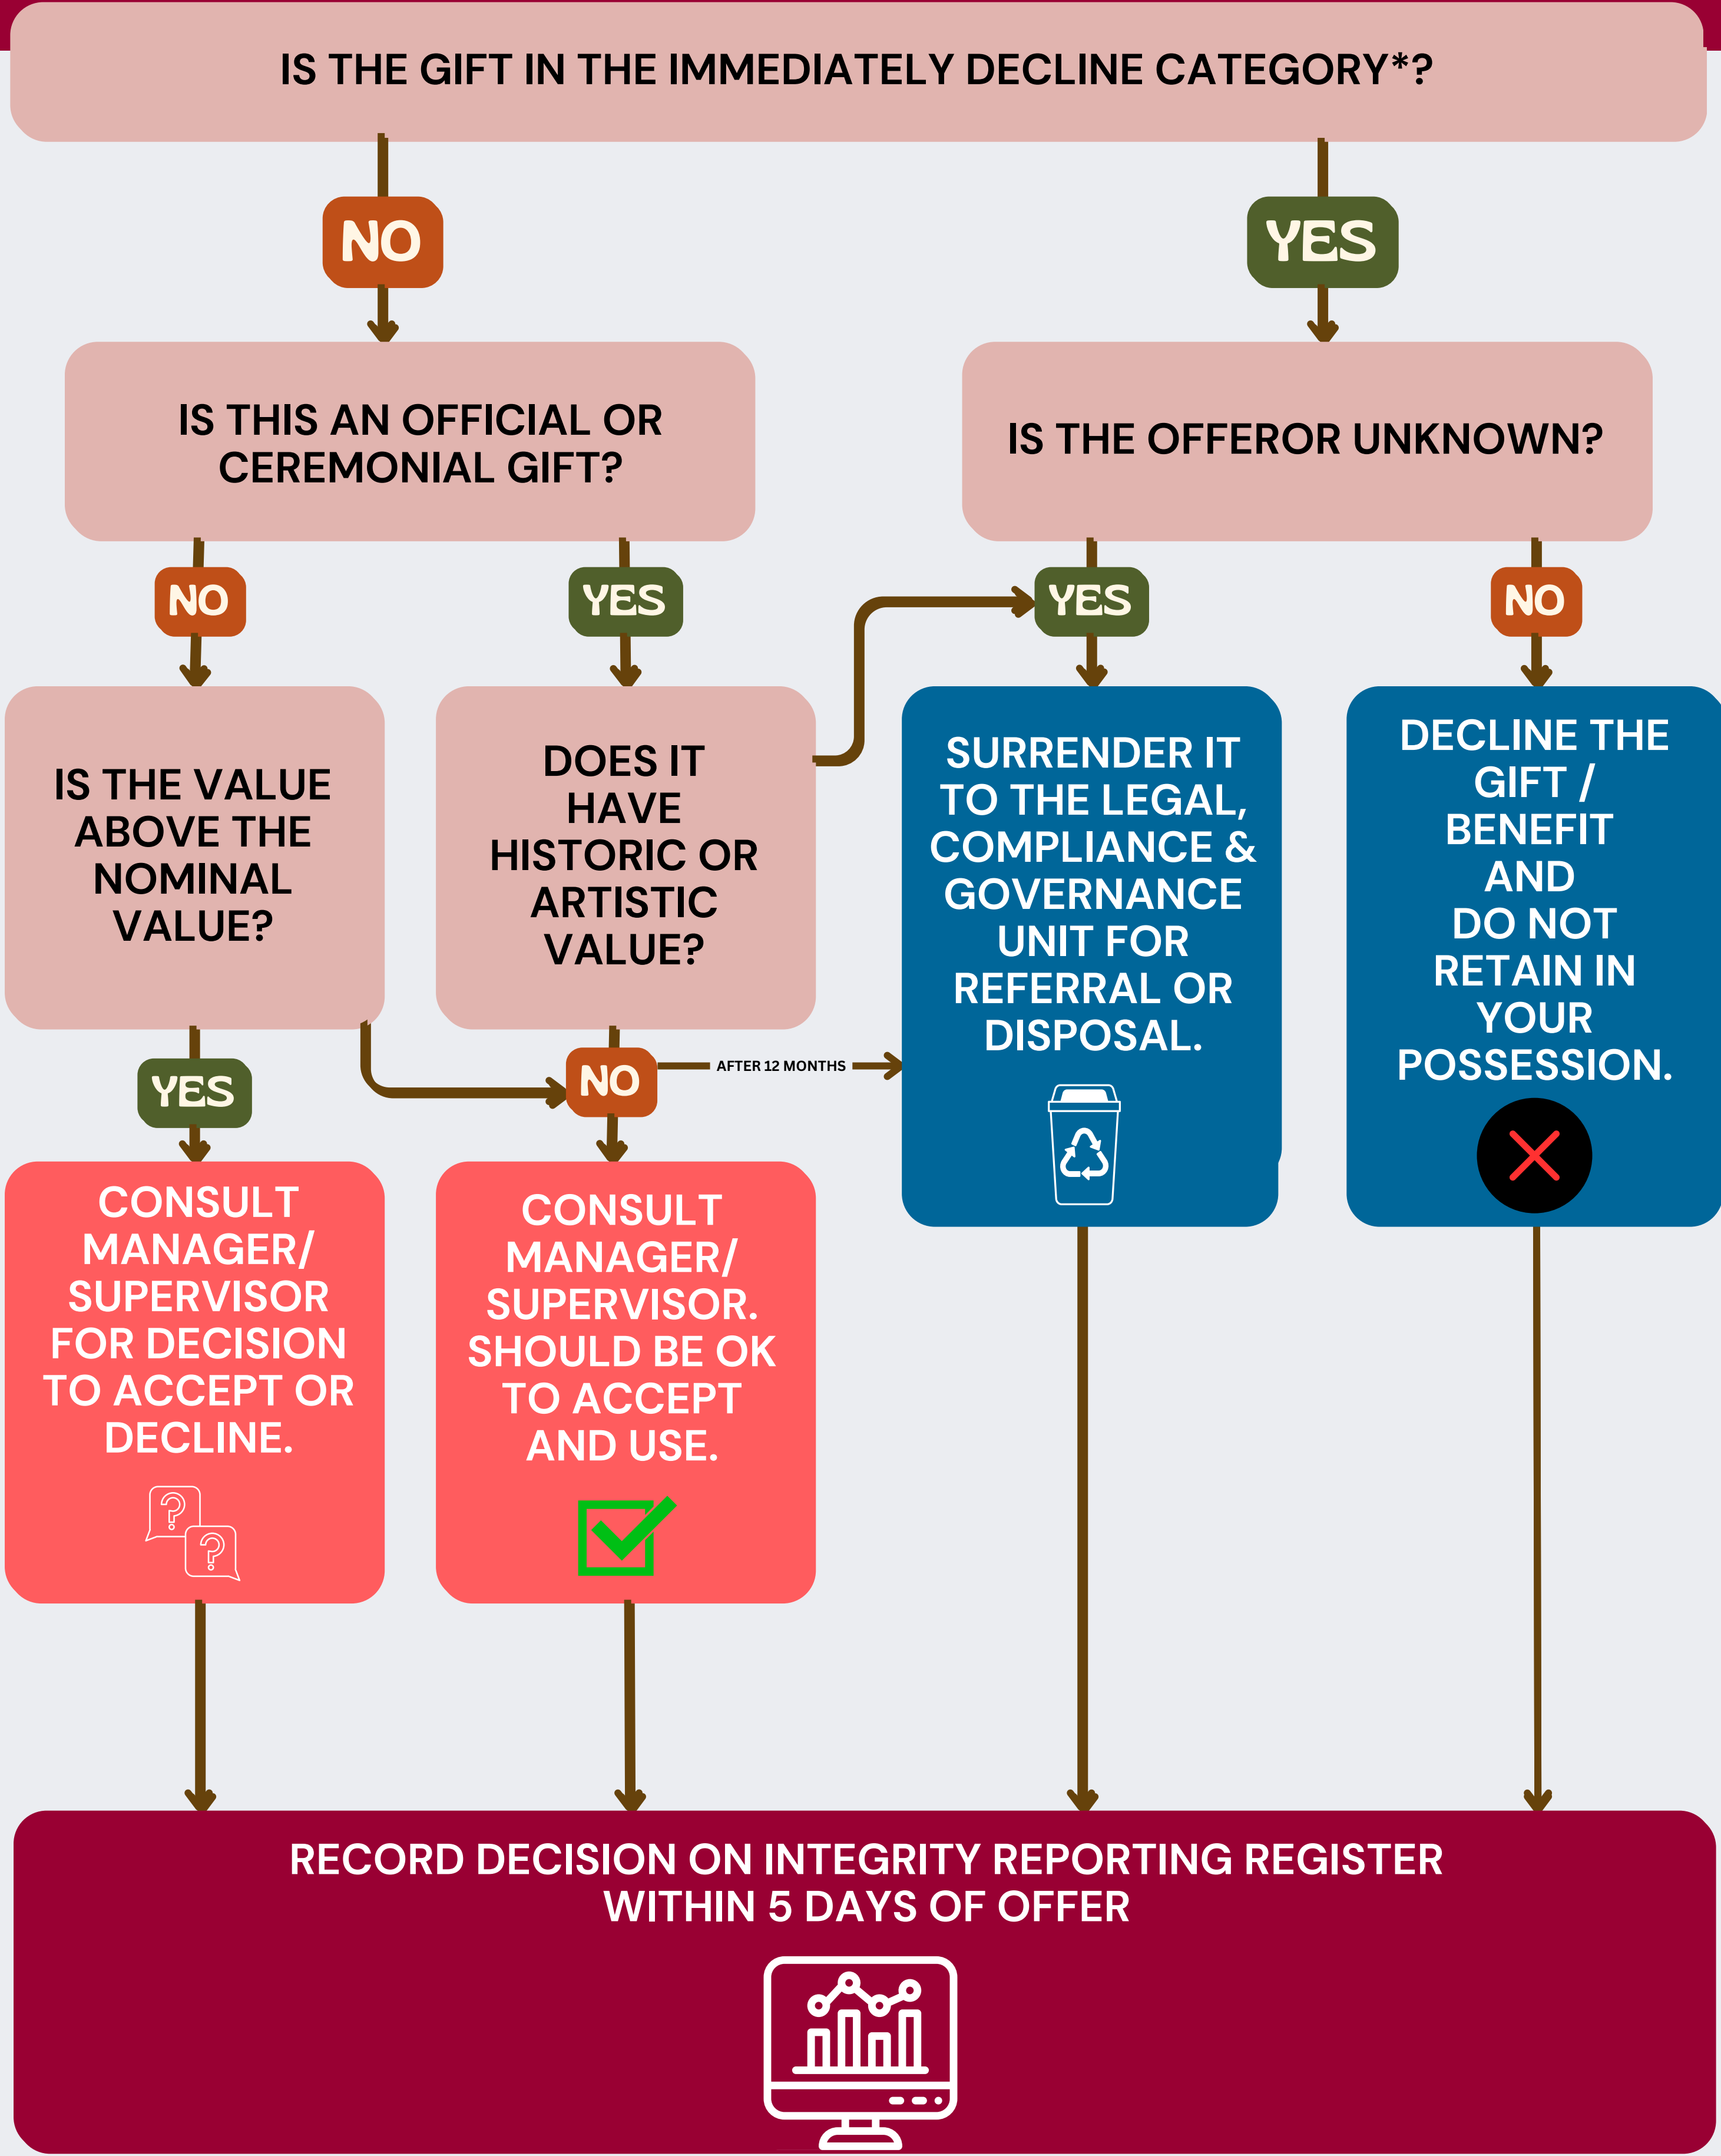 IS THE GIFT IN THE IMMEDIATELY DECLINE CATEGORY*?
NO
YES
IS THIS AN OFFICIAL OR
CEREMONIAL GIFT?
IS THE OFFEROR UNKNOWN?
NO
YES
YES
NO
IS THE VALUE
ABOVE THE
NOMINAL
VALUE?
DOES IT
HAVE
HISTORIC OR
ARTISTIC
VALUE?
SURRENDER IT
TO THE LEGAL,
COMPLIANCE &
GOVERNANCE
UNIT FOR
REFERRAL OR
DISPOSAL.
DECLINE THE
GIFT /
BENEFIT
AND
DO NOT
RETAIN IN
YOUR
POSSESSION.
YES
NO
AFTER 12 MONTHS
CONSULT
MANAGER/
SUPERVISOR
FOR DECISION
TO ACCEPT OR
DECLINE.
? 
?
CONSULT
MANAGER/
SUPERVISOR.
SHOULD BE OK
TO ACCEPT
AND USE.
RECORD DECISION ON INTEGRITY REPORTING REGISTER
WITHIN 5 DAYS OF OFFER